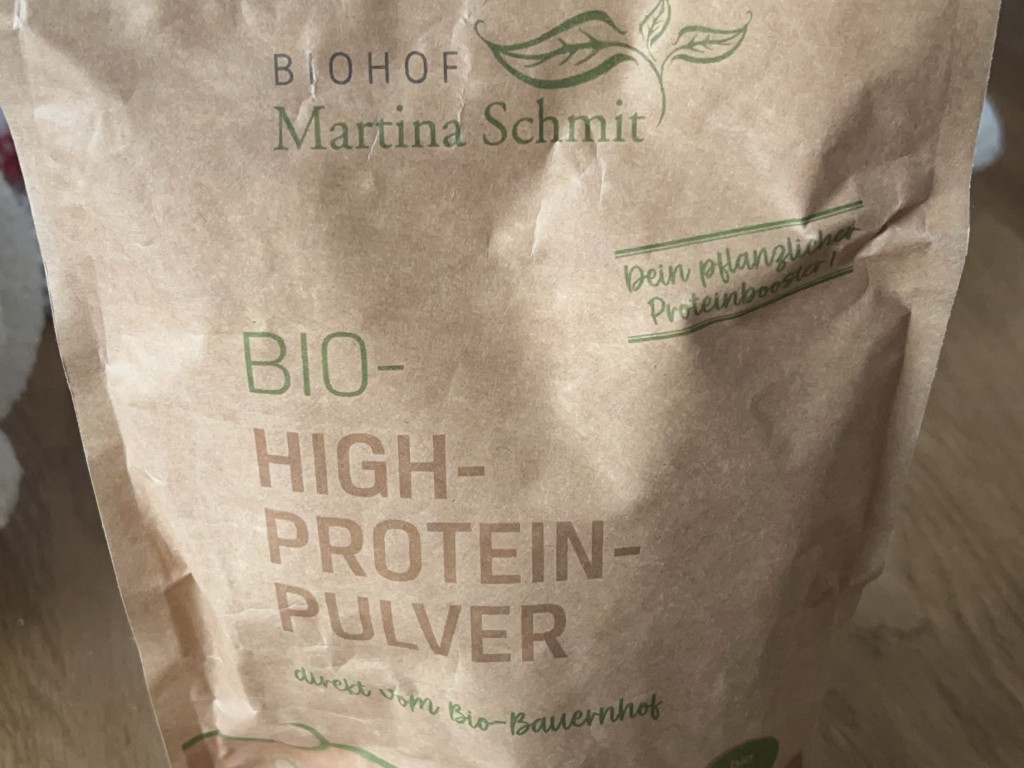 BIOHOF
Martina Schmit
Dein pflanzlicher
Proteinbooster!
BIO-
HIGH-
PROTEIN-
PULVER
direkt vom Bio-Bauernhof